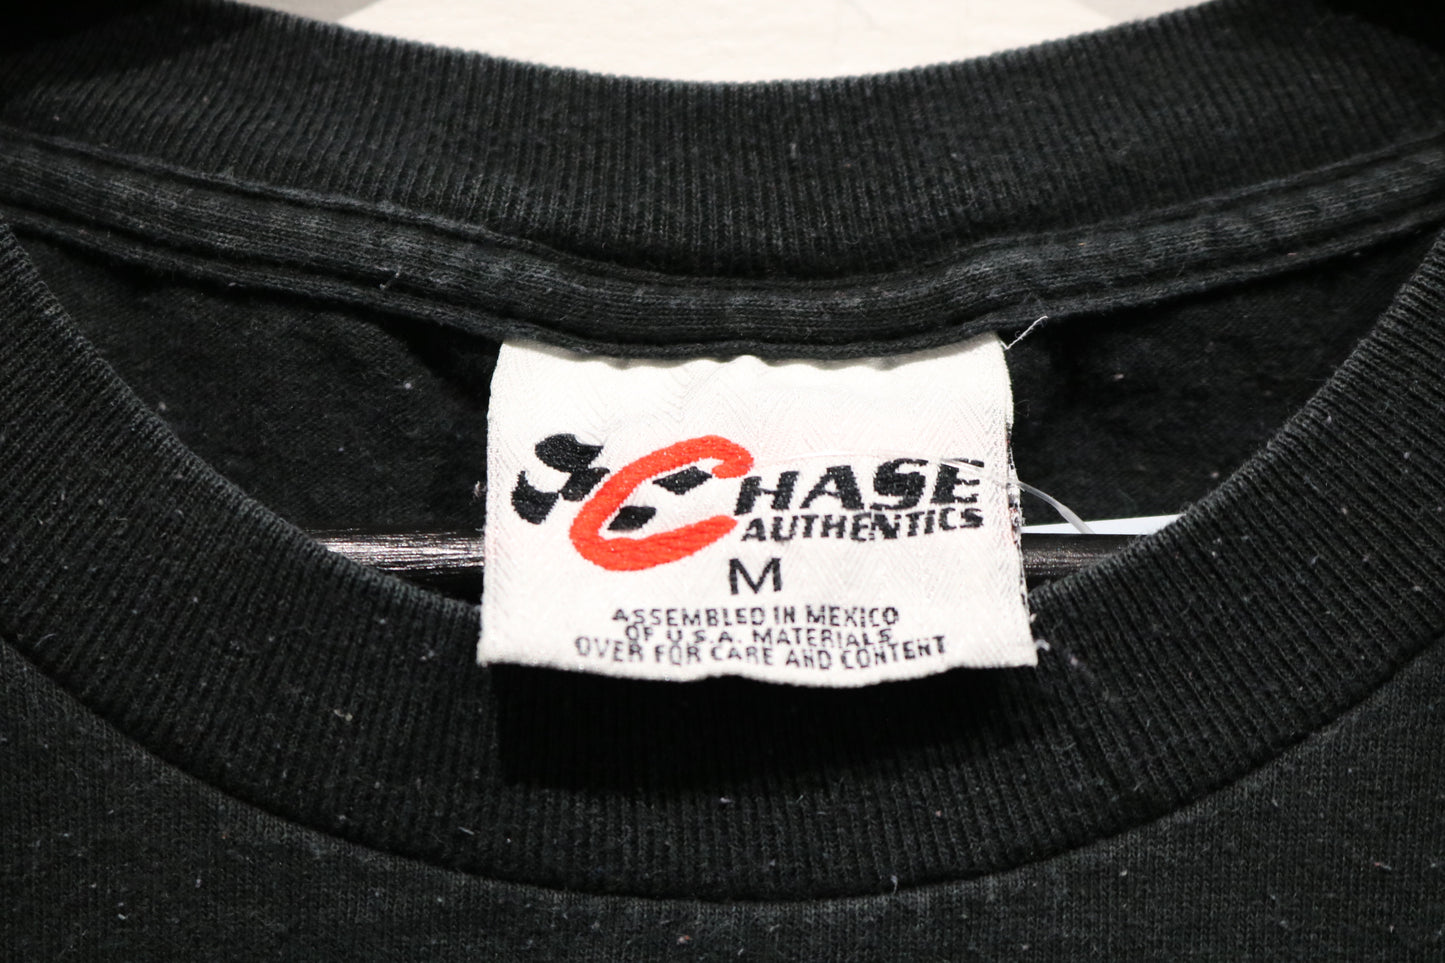 CHASE
AUTHENTICS
M
ASSEMBLED IN MEXICO
OF U.S.A. MATERIALS
OVER FOR CARE AND CONTENT